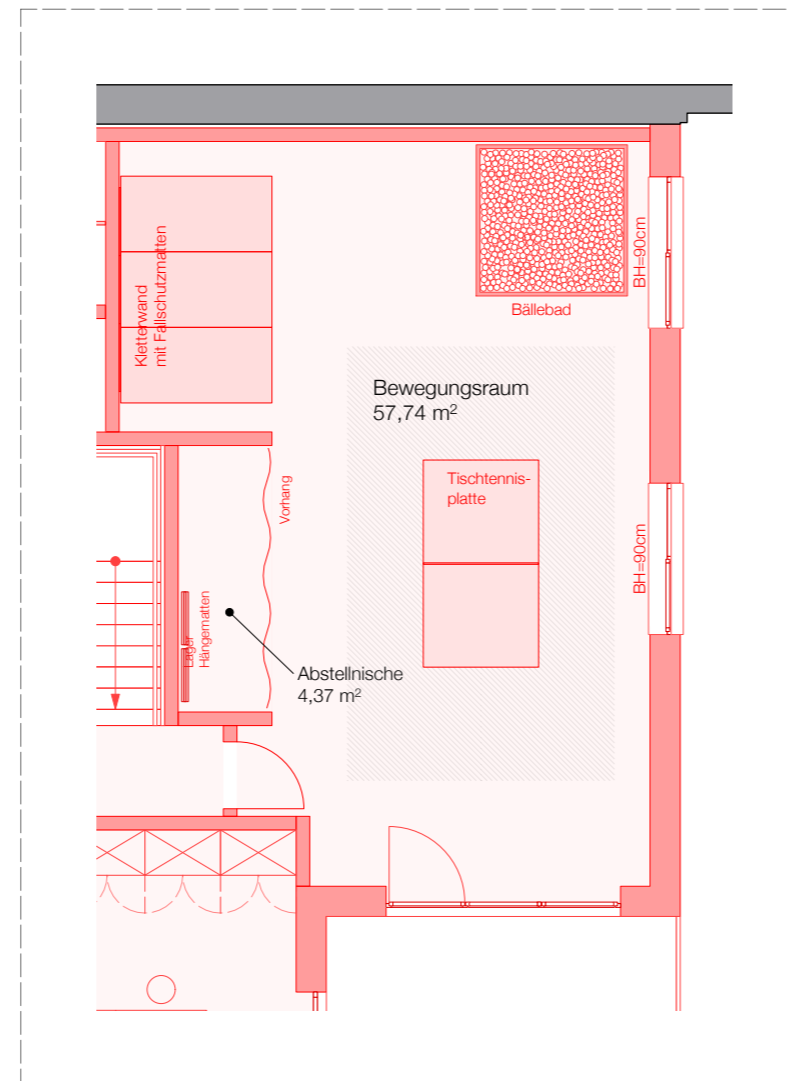 Kletterwand
mit Fallschutzmatten
Bällebad
BH=90cm
Bewegungsraum
57,74 m²
Tischtennis-
platte
Vorhang
BH=90cm
Lager
Hängematten
Abstellnische
4,37 m²